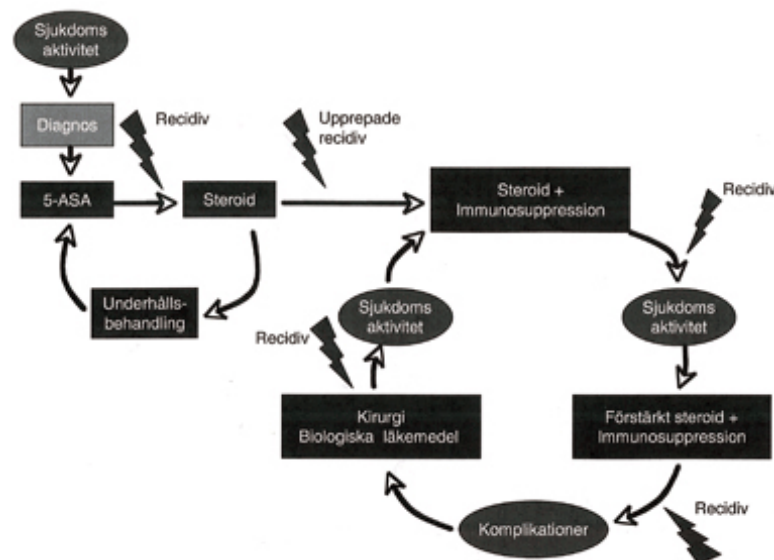 Sjukdoms
aktivitet
Diagnos
Recidiv
Upprepade
recidiv
5-ASA
Steroid
Steroid +
Immunosuppression
Recidiv
Underhålls-
behandling
Sjukdoms
aktivitet
Sjukdoms
aktivitet
Recidiv
Kirurgi
Biologiska läkemedel
Förstärkt steroid +
Immunosuppression
Komplikationer
Recidiv